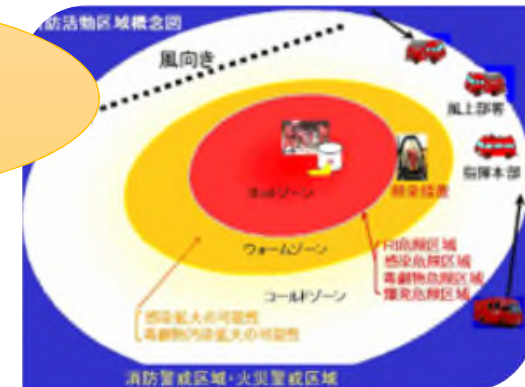 防活動区域概念図
風向き
風上部署
指揮本部
除染措置
ホットゾーン
ウォームゾーン
コールドゾーン
RI危険区域
感染危険区域
毒劇物危険区域
爆発危険区域
感染拡大の可能性
毒劇物汚染拡大の可能性
消防警戒区域・火災警戒区域